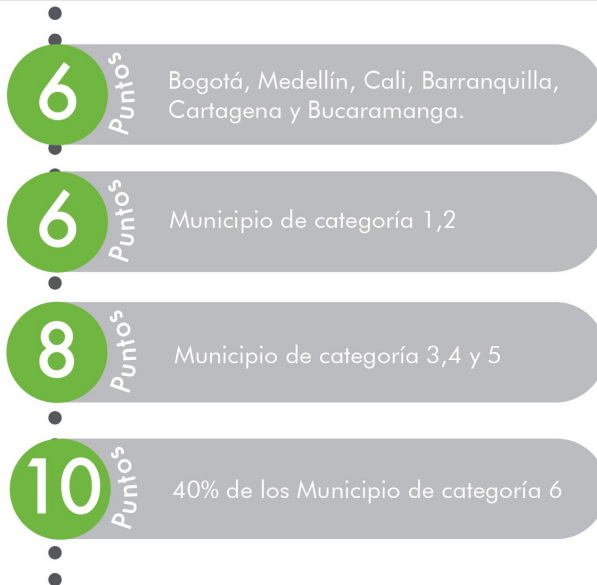 6 Puntos
Bogotá, Medellín, Cali, Barranquilla,
Cartagena y Bucaramanga.
6 Puntos
Municipio de categoría 1,2
8 Puntos
Municipio de categoría 3,4 y 5
10 Puntos
40% de los Municipio de categoría 6